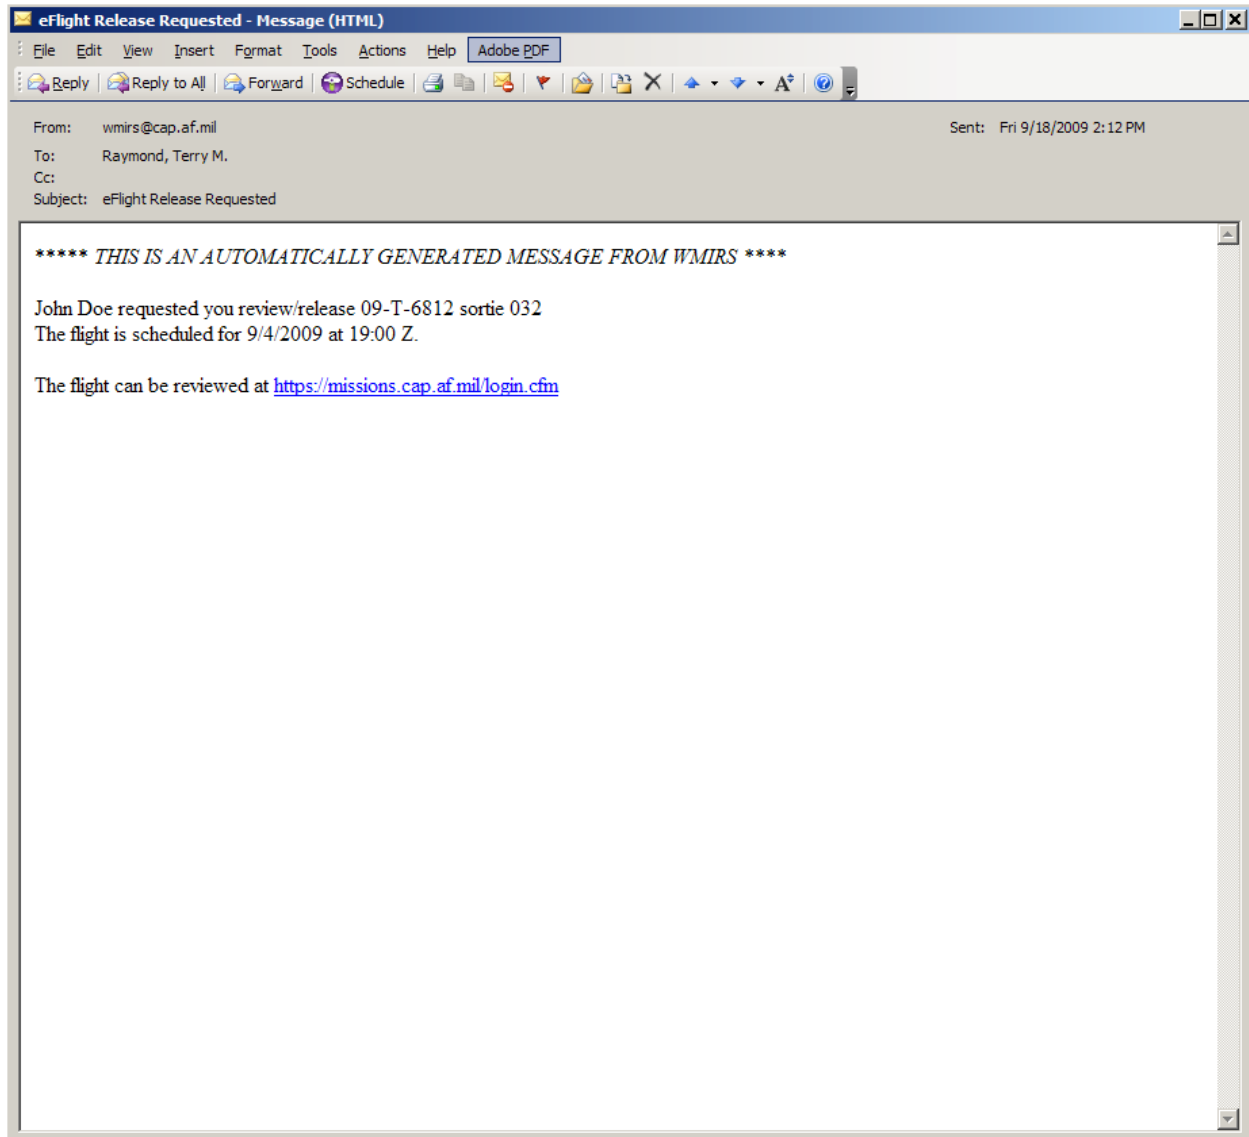 eFlight Release Requested - Message (HTML)
File Edit View Insert Format Tools Actions Help Adobe PDF
Reply Reply to All Forward Schedule A
From: wmirs@cap.af.mil Sent: Fri 9/18/2009 2:12 PM
To: Raymond, Terry M.
Cc:
Subject: eFlight Release Requested
***** THIS IS AN AUTOMATICALLY GENERATED MESSAGE FROM WMIRS ****
John Doe requested you review/release 09-T-6812 sortie 032
The flight is scheduled for 9/4/2009 at 19:00 Z.
The flight can be reviewed at https://missions.cap.af.mil/login.cfm